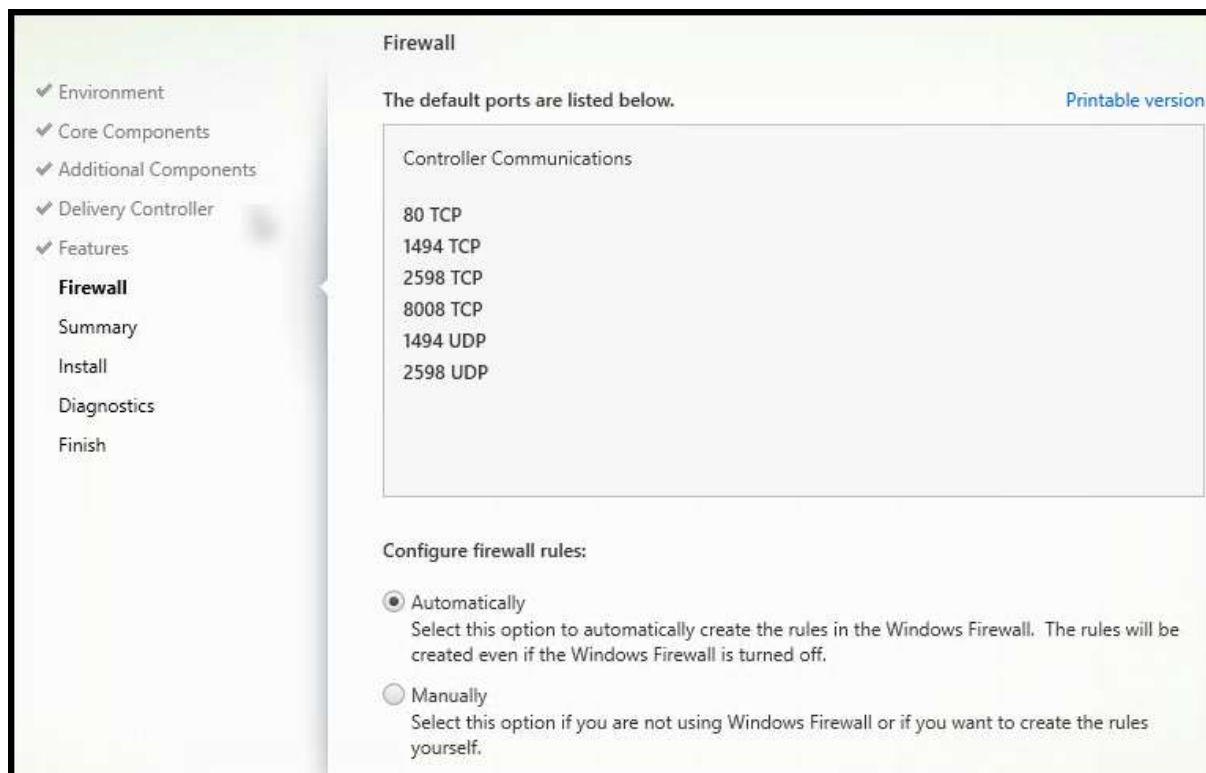 Firewall
Environment
Core Components
Additional Components
Delivery Controller
Features
Firewall
Summary
Install
Diagnostics
Finish
The default ports are listed below.
Printable version
Controller Communications
80 TCP
1494 TCP
2598 TCP
8008 TCP
1494 UDP
2598 UDP
Configure firewall rules:
Automatically
Select this option to automatically create the rules in the Windows Firewall.  The rules will be
created even if the Windows Firewall is turned off.
Manually
Select this option if you are not using Windows Firewall or if you want to create the rules
yourself.